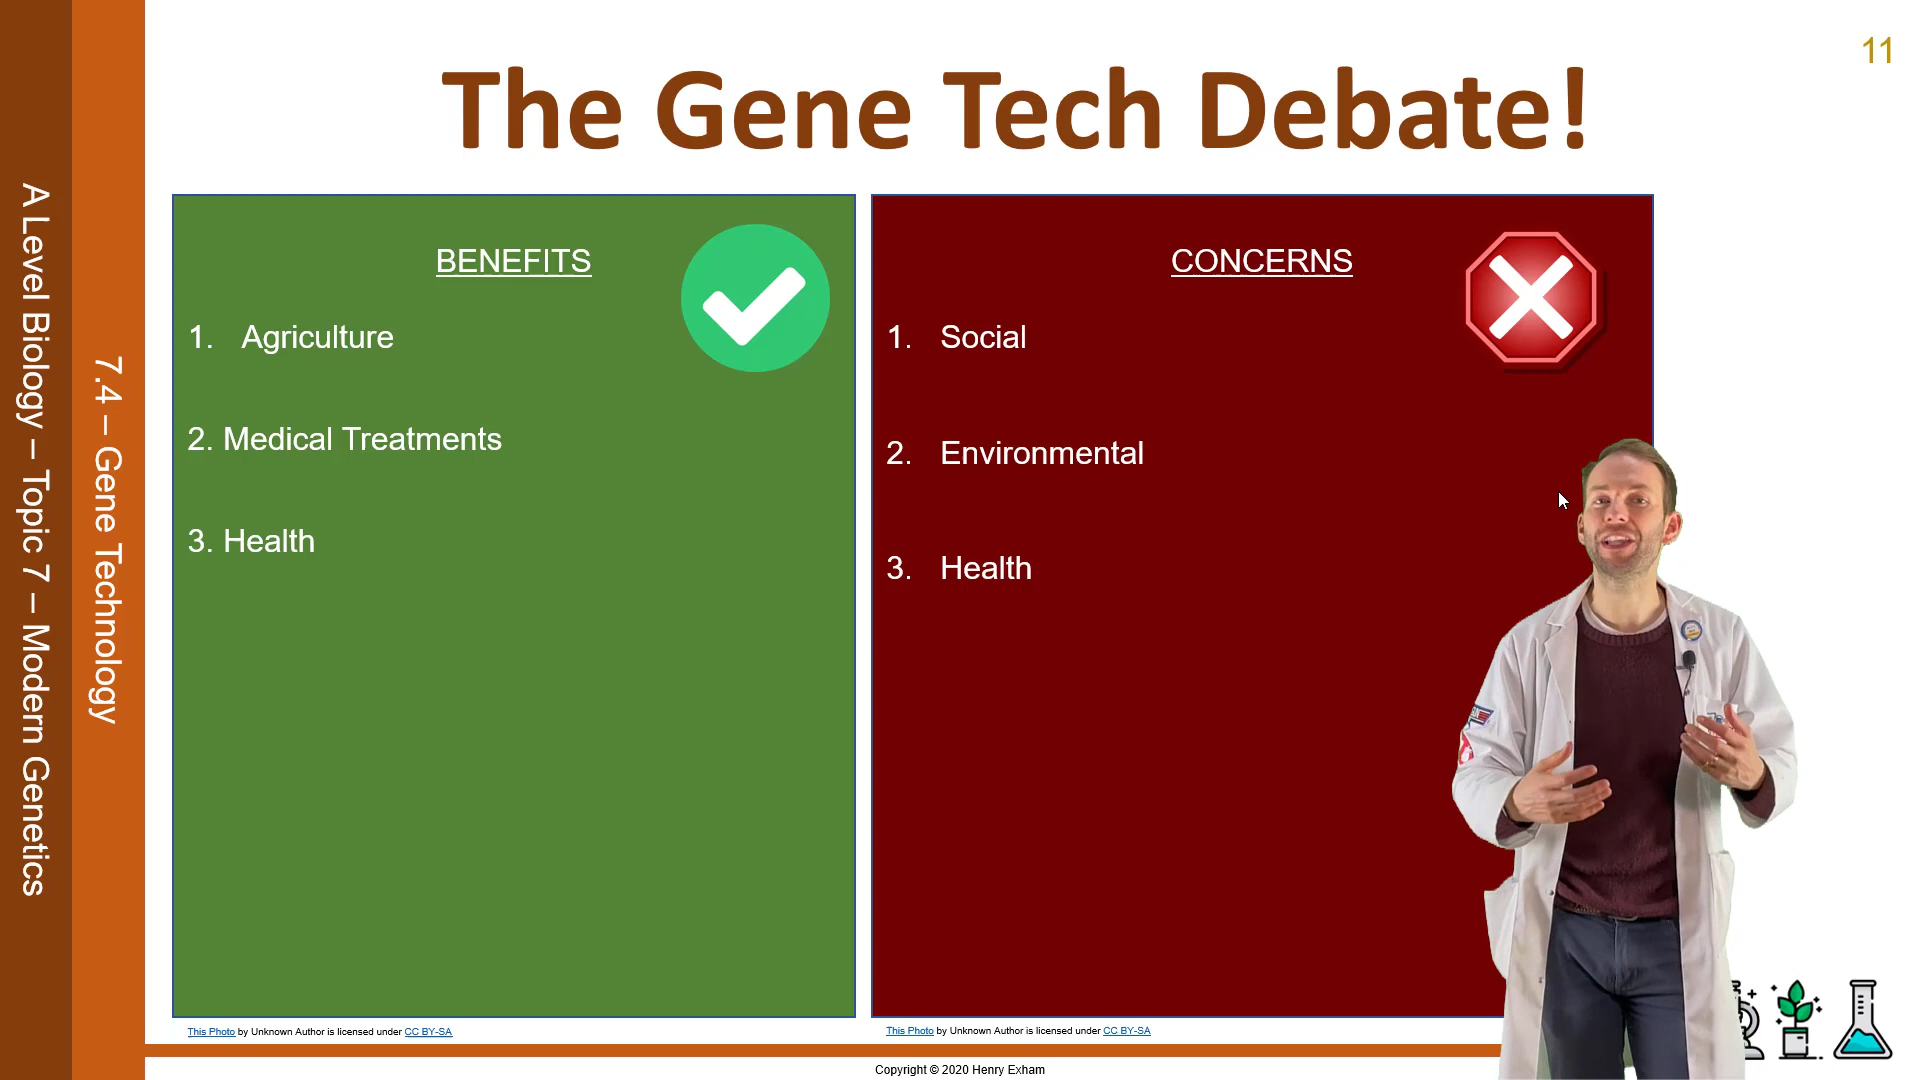 11
The Gene Tech Debate!
A Level Biology – Topic 7 – Modern Genetics
7.4 – Gene Technology
BENEFITS
1. Agriculture
2. Medical Treatments
3. Health
CONCERNS
1. Social
2. Environmental
3. Health
This Photo by Unknown Author is licensed under CC BY-SA
This Photo by Unknown Author is licensed under CC BY-SA
Copyright © 2020 Henry Exham